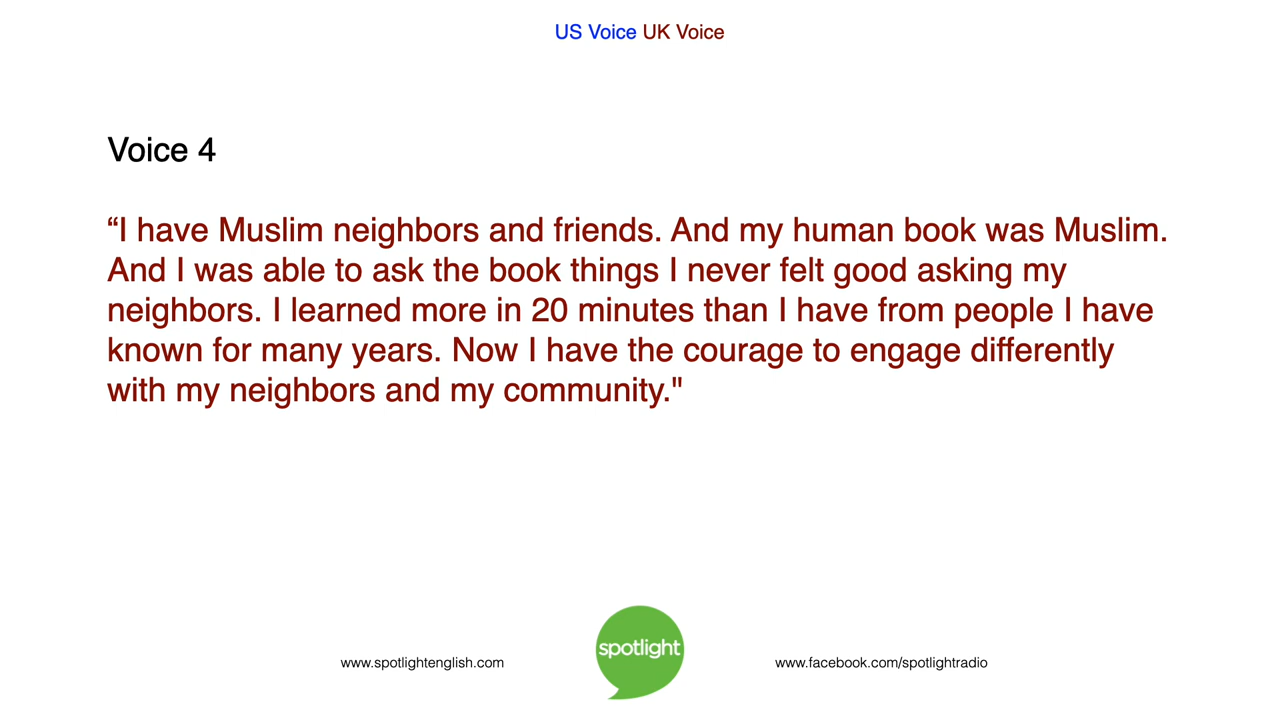 US Voice UK Voice
Voice 4
“I have Muslim neighbors and friends. And my human book was Muslim.
And I was able to ask the book things I never felt good asking my
neighbors. I learned more in 20 minutes than I have from people I have
known for many years. Now I have the courage to engage differently
with my neighbors and my community."
spotlight
www.spotlightenglish.com
www.facebook.com/spotlightradio